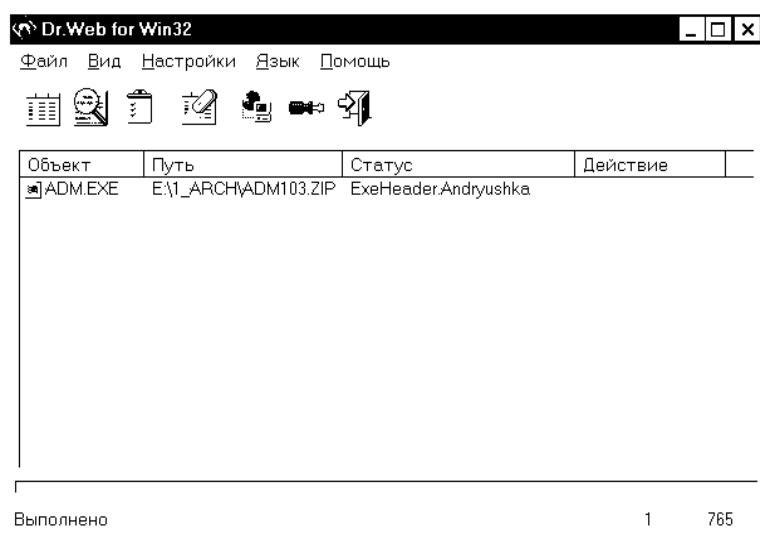 Dr.Web for Win32
Файл Вид Настройки Язык Помощь
Объект Путь Статус Действие
ADM.EXE E:\1_ARCH\ADM103.ZIP ExeHeader.Andryushka
Выполнено 1 765